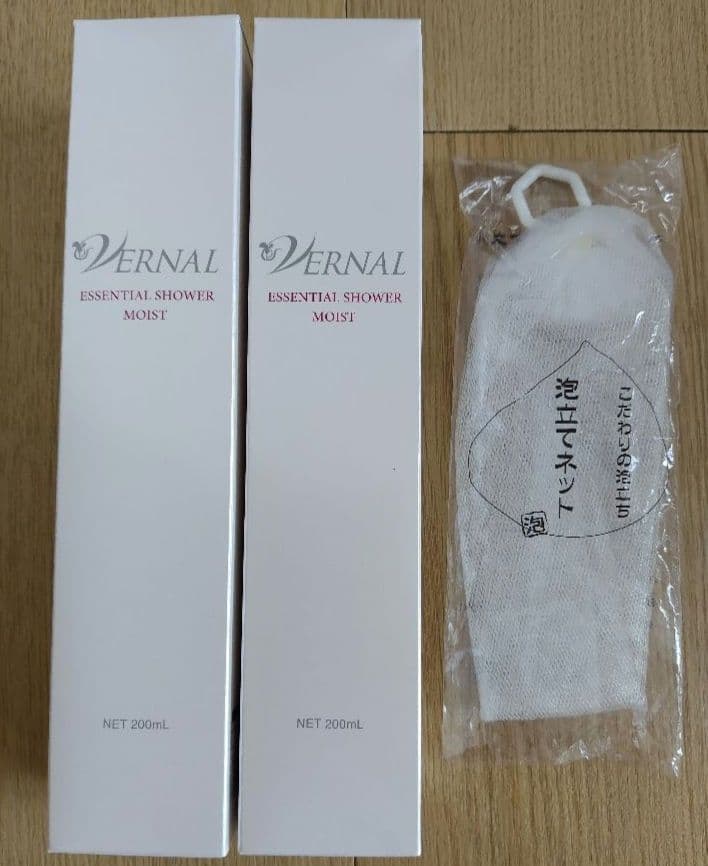 VERNAL
ESSENTIAL SHOWER
MOIST
NET 200mL
VERNAL
ESSENTIAL SHOWER
MOIST
NET 200mL
こだわりの泡立ち
泡立てネット
泡